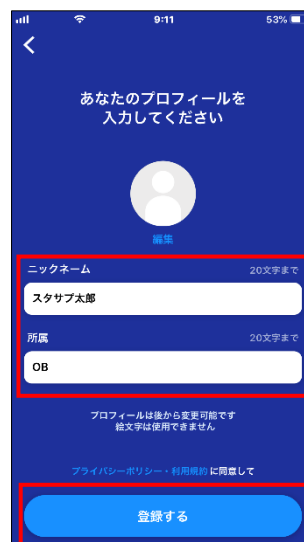 9:11
53%
あなたのプロフィールを
入力してください
編集
ニックネーム 20文字まで
スタサプ太郎
所属 20文字まで
OB
プロフィールは後から変更可能です
絵文字は使用できません
プライバシーポリシー・利用規約 に同意して
登録する